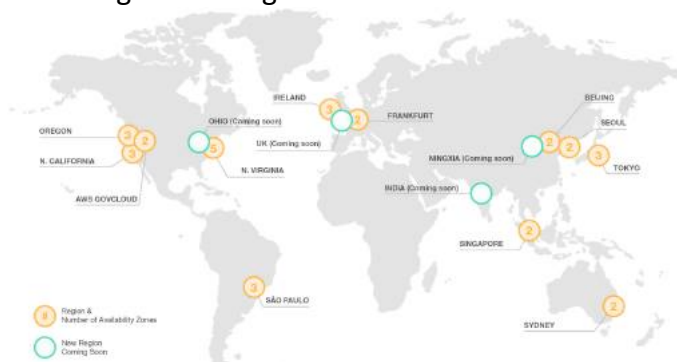 IRELAND
BEIJING
FRANKFURT
SEOUL
OHIO (Coming soon)
OREGON
3
2
UK (Coming soon)
N. CALIFORNIA
3
5
3
2
NINGXIA (Coming soon)
2
2
3
TOKYO
N. VIRGINIA
AWS GOVCLOUD
INDIA (Coming soon)
SINGAPORE
2
3
SÃO PAULO
2
SYDNEY
#
Region &
Number of Availability Zones
New Region
Coming Soon